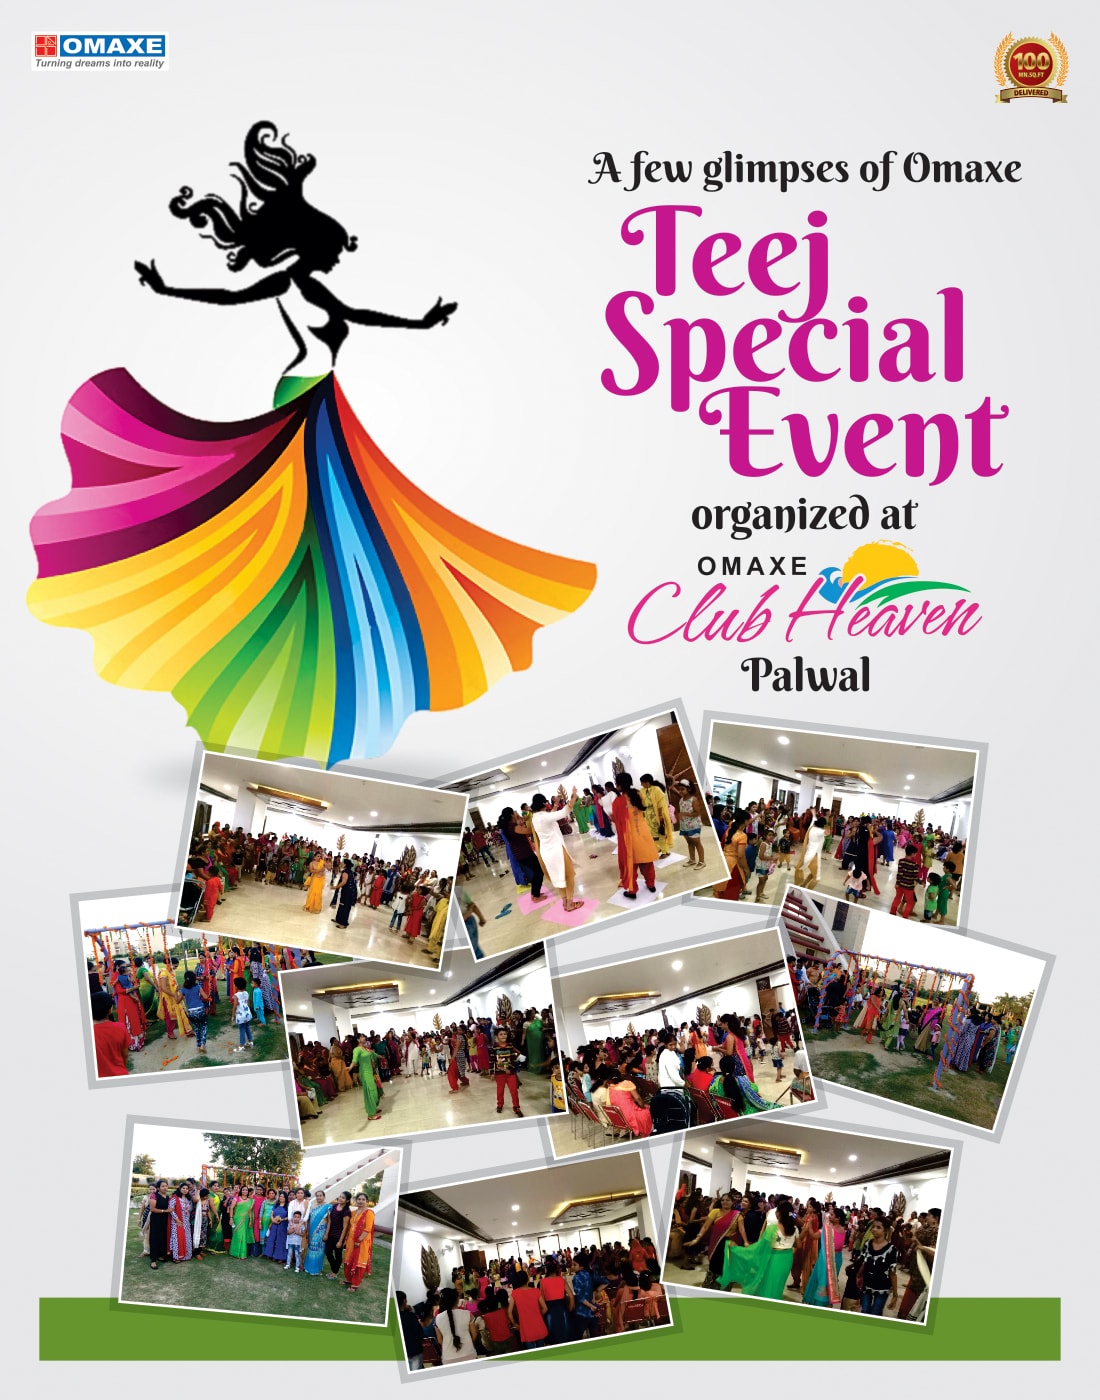 OMAXE
Turning dreams into reality
100
MN.SQ.FT
DELIVERED
A few glimpses of Omaxe
Teej
Special
Event
organized at
OMAXE
Club Heaven
Palwal